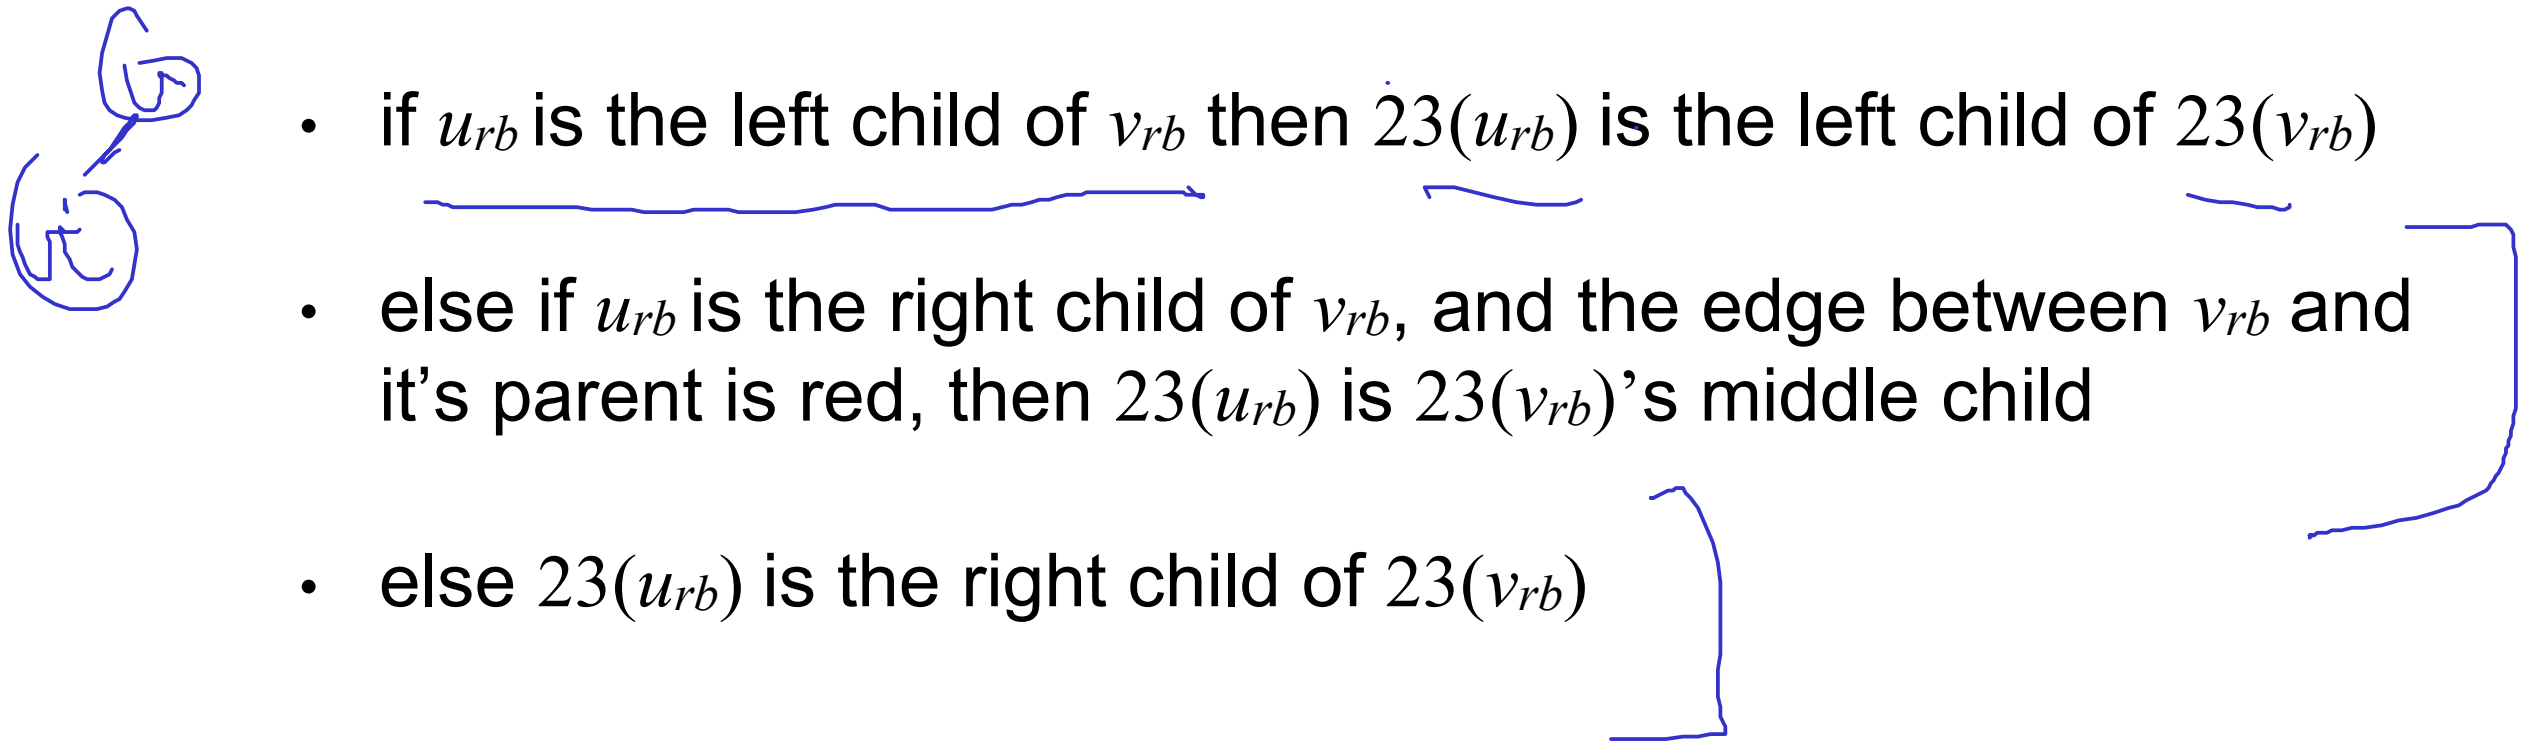 • if u_rb is the left child of v_rb then 23(u_rb) is the left child of 23(v_rb)
• else if u_rb is the right child of v_rb, and the edge between v_rb and
it’s parent is red, then 23(u_rb) is 23(v_rb)’s middle child
• else 23(u_rb) is the right child of 23(v_rb)